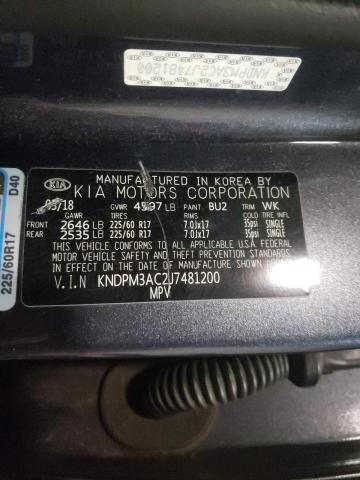 KNDPM3AC2J7481200
D40
225/60R17
KIA
MANUFACTURED IN KOREA BY
KIA MOTORS CORPORATION
GVWR 4597 LB PAINT: BU2 TRIM WK
GAWR TIRES RIMS COLD TIRE INFL
FRONT 2646 LB 225/60 R17 7.0Jx17 35psi SINGLE
REAR 2535 LB 225/60 R17 7.0Jx17 35psi SINGLE
THIS VEHICLE CONFORMS TO ALL APPLICABLE U.S.A FEDERAL
MOTOR VEHICLE SAFETY, BUMPER, AND THEFT
PREVENTION STANDARDS IN EFFECT ON THE
DATE OF MANUFACTURE SHOWN ABOVE.
V.I.N KNDPM3AC2J7481200
MPV